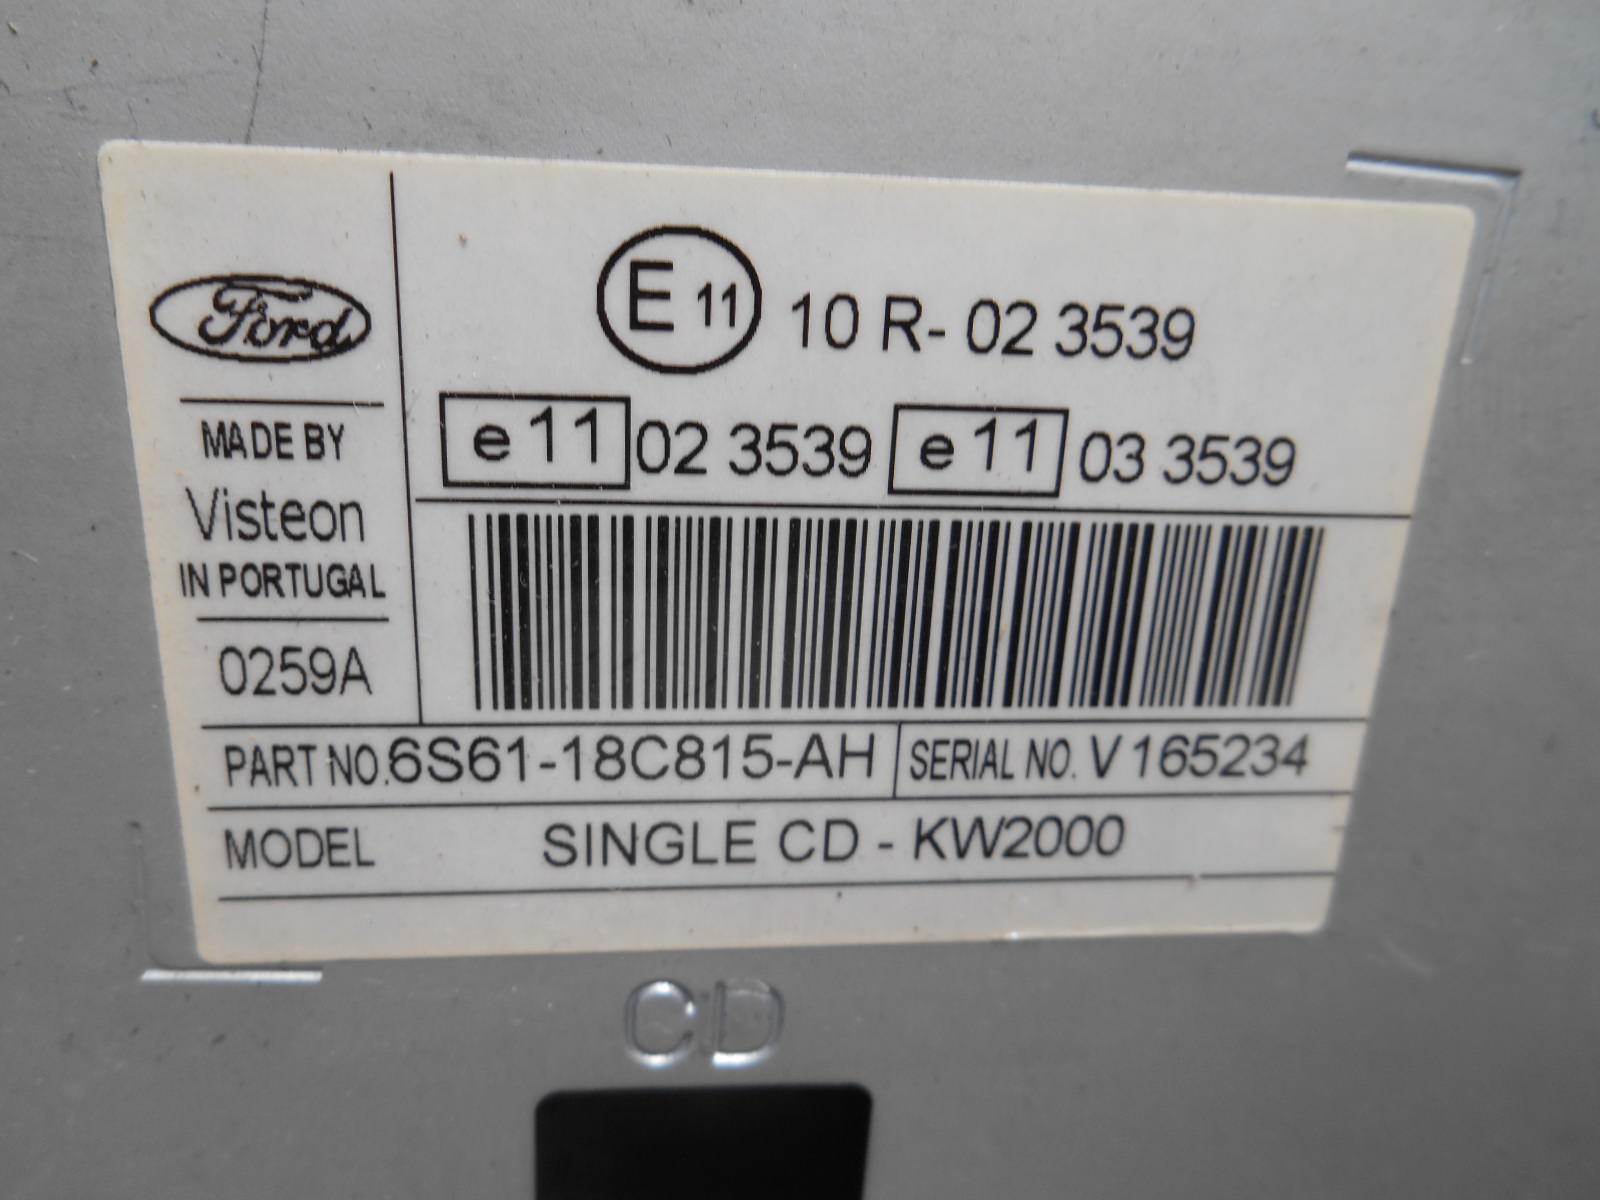 Ford
MADE BY
Visteon
IN PORTUGAL
0259A
E 11 10 R- 02 3539
e 11 02 3539 e 11 03 3539
PART NO. 6S61-18C815-AH SERIAL NO. V 165234
MODEL SINGLE CD - KW2000
CD